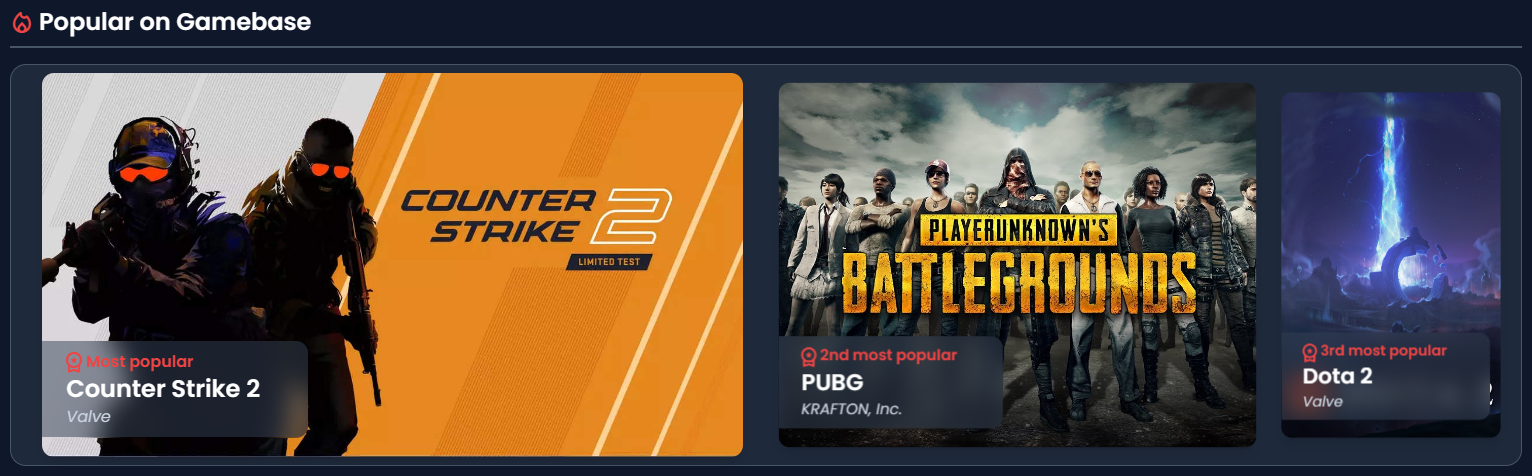 Popular on Gamebase
COUNTER
STRIKE 2
LIMITED TEST
Most popular
Counter Strike 2
Valve
PLAYERUNKNOWN'S
BATTLEGROUNDS
2nd most popular
PUBG
KRAFTON, Inc.
3rd most popular
Dota 2
Valve